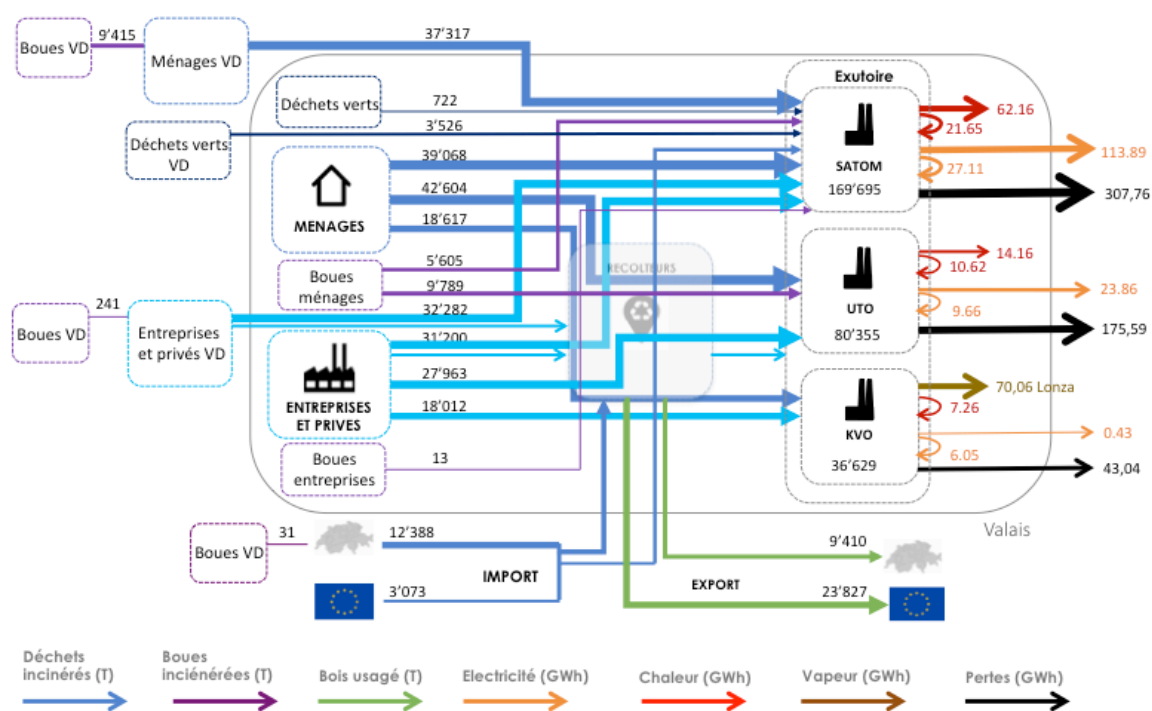 Boues VD
9’415
Ménages VD
37’317
Exutoire
Déchets verts
722
62.16
21.65
Déchets verts
VD
3’526
SATOM
169’695
113.89
27.11
39’068
42’604
307,76
MENAGES
18’617
5’605
RECOLTEURS
14.16
10.62
Boues
ménages
9’789
UTO
80’355
23.86
9.66
Boues VD
241
Entreprises
et privés VD
32’282
31’200
175,59
27’963
70,06 Lonza
7.26
ENTREPRISES
ET PRIVES
18’012
KVO
36’629
0.43
6.05
Boues
entreprises
13
43,04
Valais
Boues VD
31
12’388
9’410
IMPORT
EXPORT
3’073
23’827
Déchets
incinérés (T)
Boues
inciénérées (T)
Bois usagé (T)
Electricité (GWh)
Chaleur (GWh)
Vapeur (GWh)
Pertes (GWh)